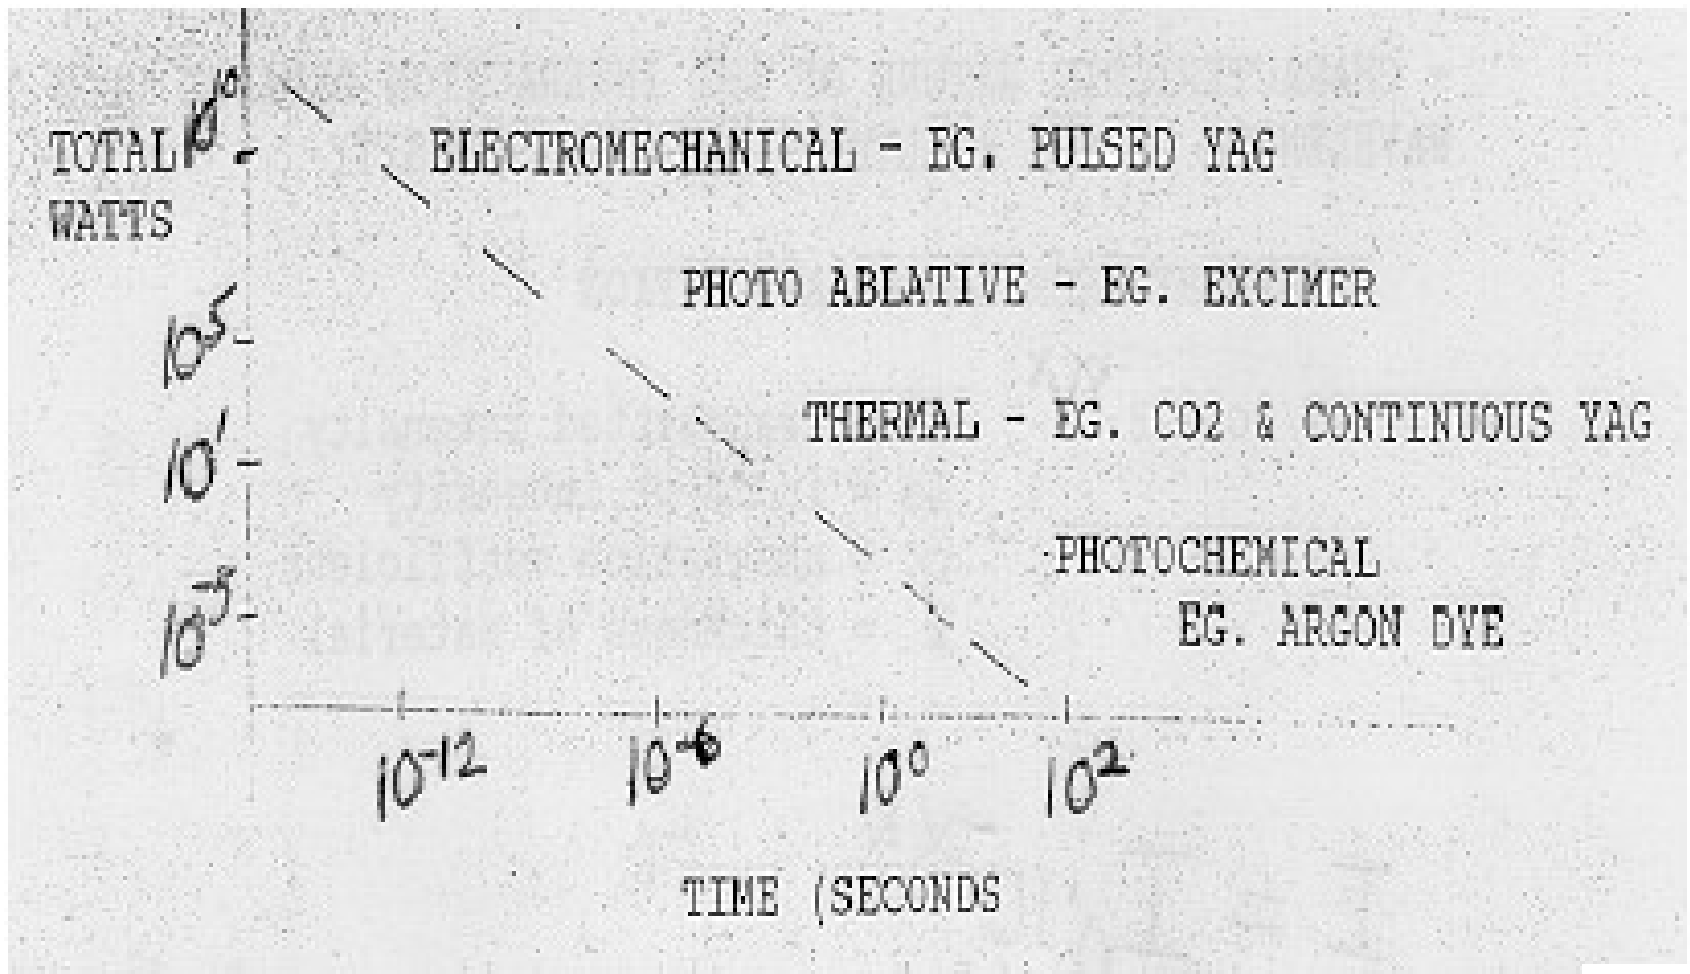 10¹⁰
TOTAL
WATTS
ELECTROMECHANICAL - EG. PULSED YAG
PHOTO ABLATIVE - EG. EXCIMER
10⁵
THERMAL - EG. CO2 & CONTINUOUS YAG
10¹
PHOTOCHEMICAL
EG. ARGON DYE
10⁻³
10⁻¹² 10⁻⁶ 10⁰ 10²
TIME (SECONDS